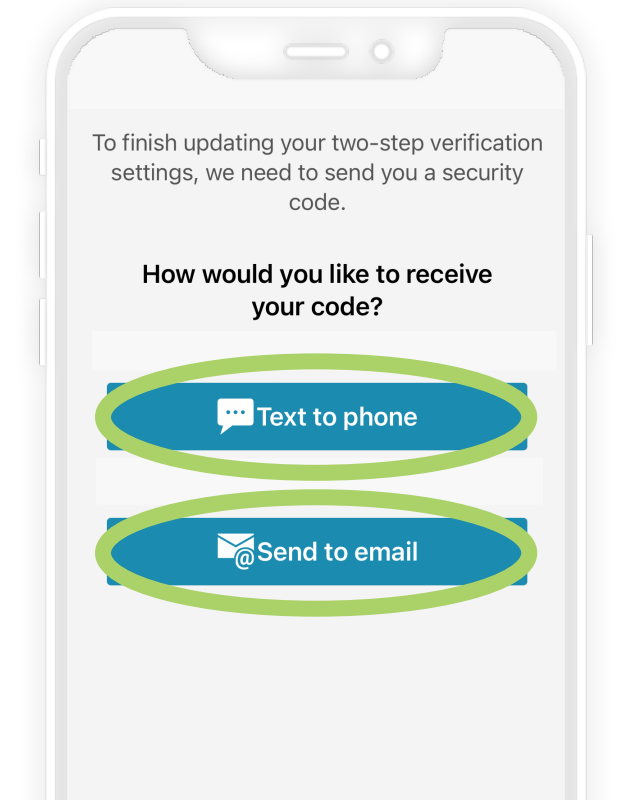 To finish updating your two-step verification
settings, we need to send you a security
code.
How would you like to receive
your code?
Text to phone
@Send to email